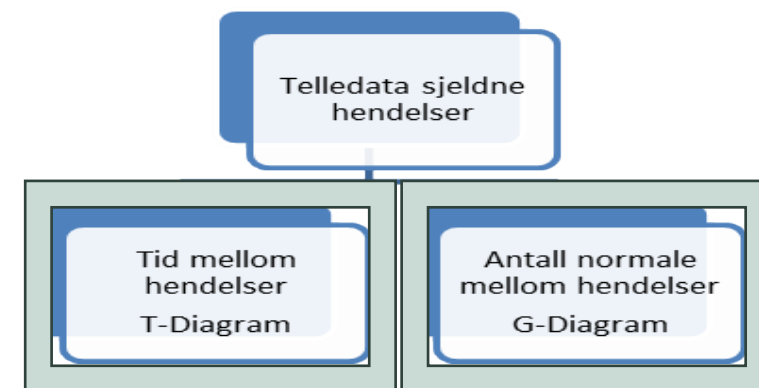 Telledata sjeldne
hendelser
Tid mellom
hendelser
T-Diagram
Antall normale
mellom hendelser
G-Diagram